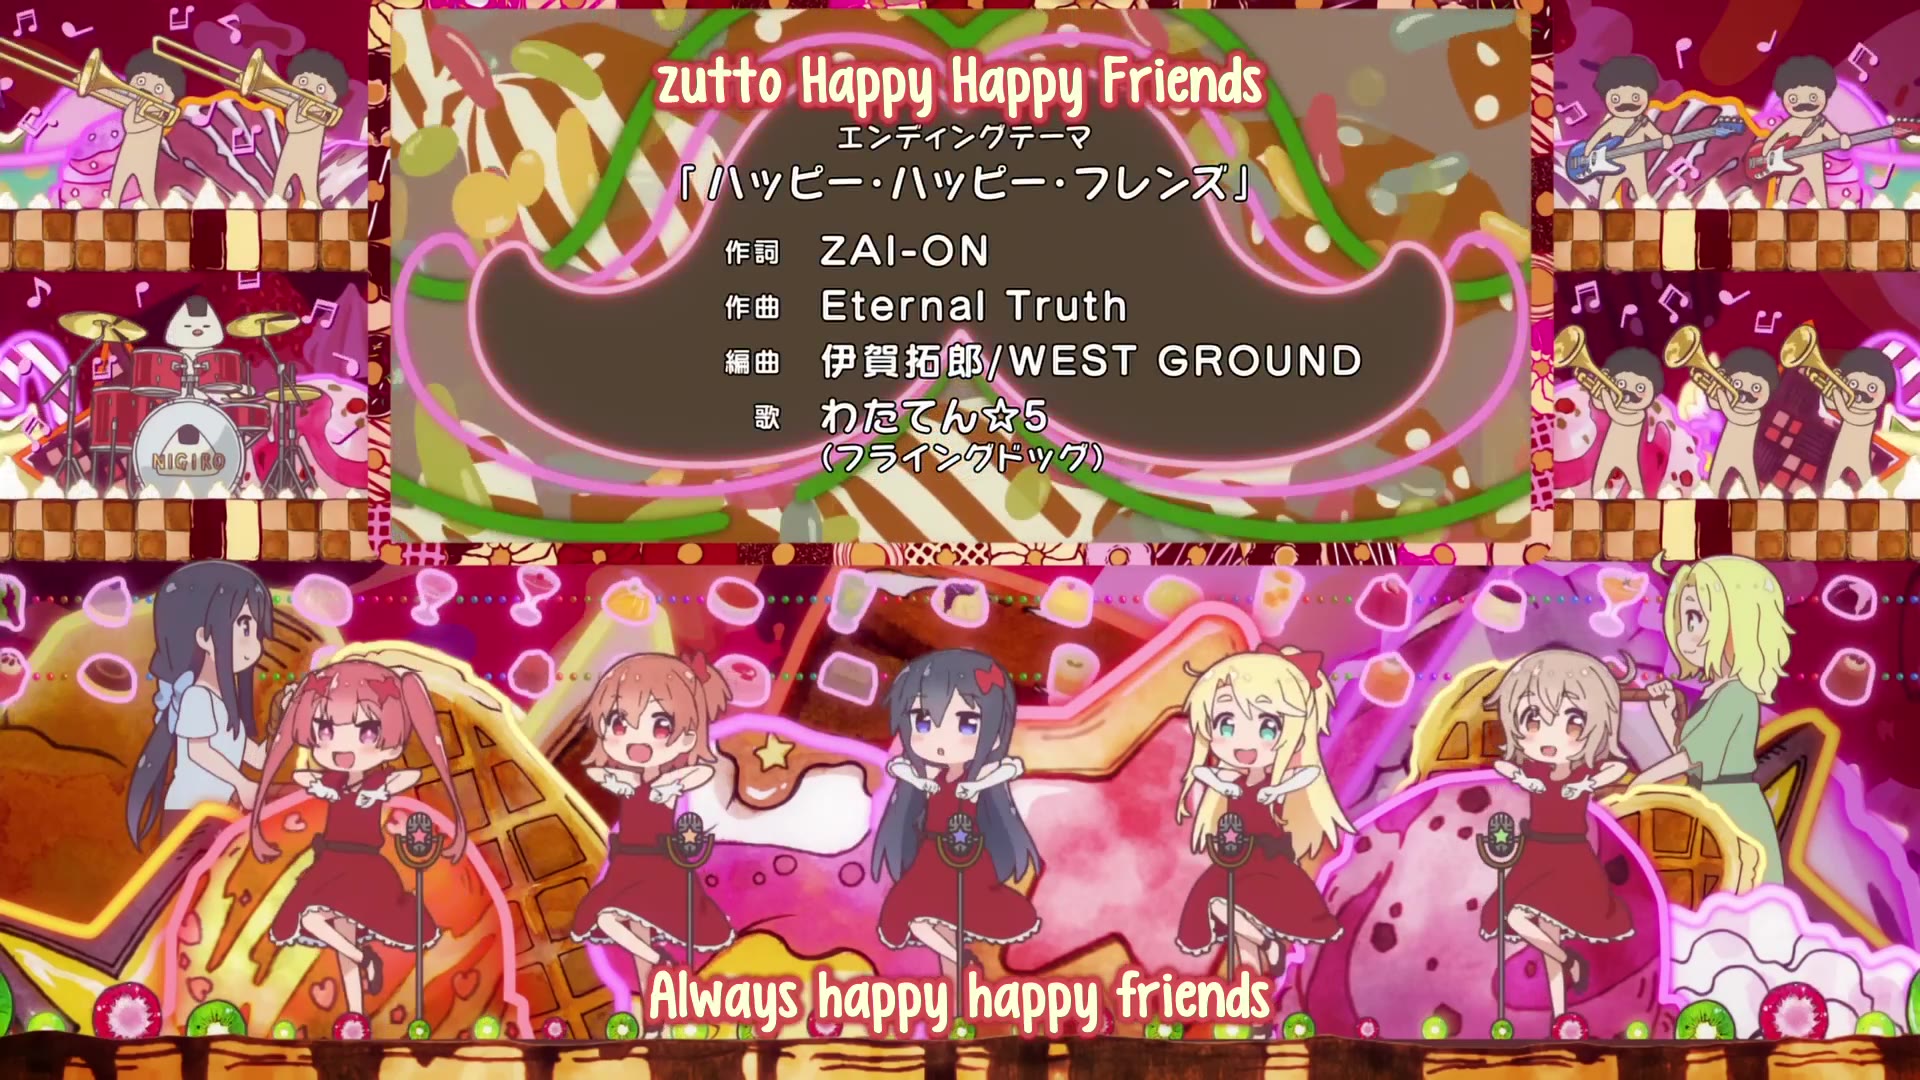 zutto Happy Happy Friends
エンディングテーマ
「ハッピー・ハッピー・フレンズ」
作詞 ZAI-ON
作曲 Eternal Truth
編曲 伊賀拓郎/WEST GROUND
歌 わたてん☆5
(フライングドッグ)
NIGIRO
Always happy happy friends